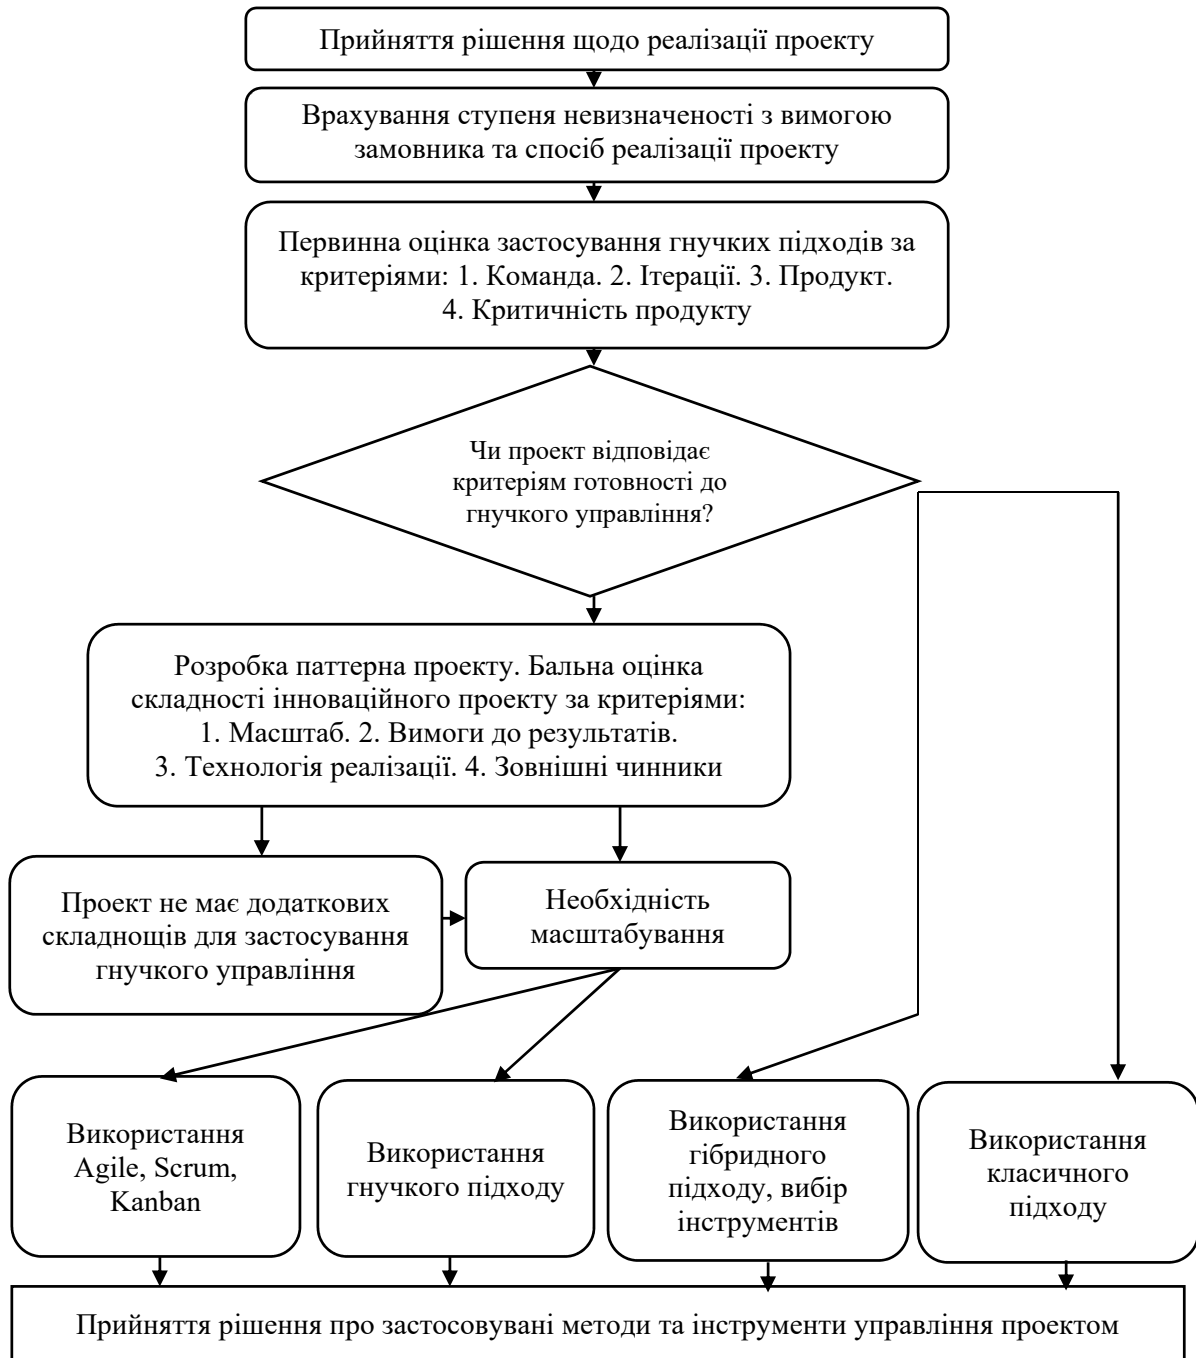 Прийняття рішення щодо реалізації проекту
Врахування ступеня невизначеності з вимогою
замовника та спосіб реалізації проекту
Первинна оцінка застосування гнучких підходів за
критеріями: 1. Команда. 2. Ітерації. 3. Продукт.
4. Критичність продукту
Чи проект відповідає
критеріям готовності до
гнучкого управління?
Розробка паттерна проекту. Бальна оцінка
складності інноваційного проекту за критеріями:
1. Масштаб. 2. Вимоги до результатів.
3. Технологія реалізації. 4. Зовнішні чинники
Проект не має додаткових
складнощів для застосування
гнучкого управління
Необхідність
масштабування
Використання
Agile, Scrum,
Kanban
Використання
гнучкого підходу
Використання
гібридного
підходу, вибір
інструментів
Використання
класичного
підходу
Прийняття рішення про застосовувані методи та інструменти управління проектом